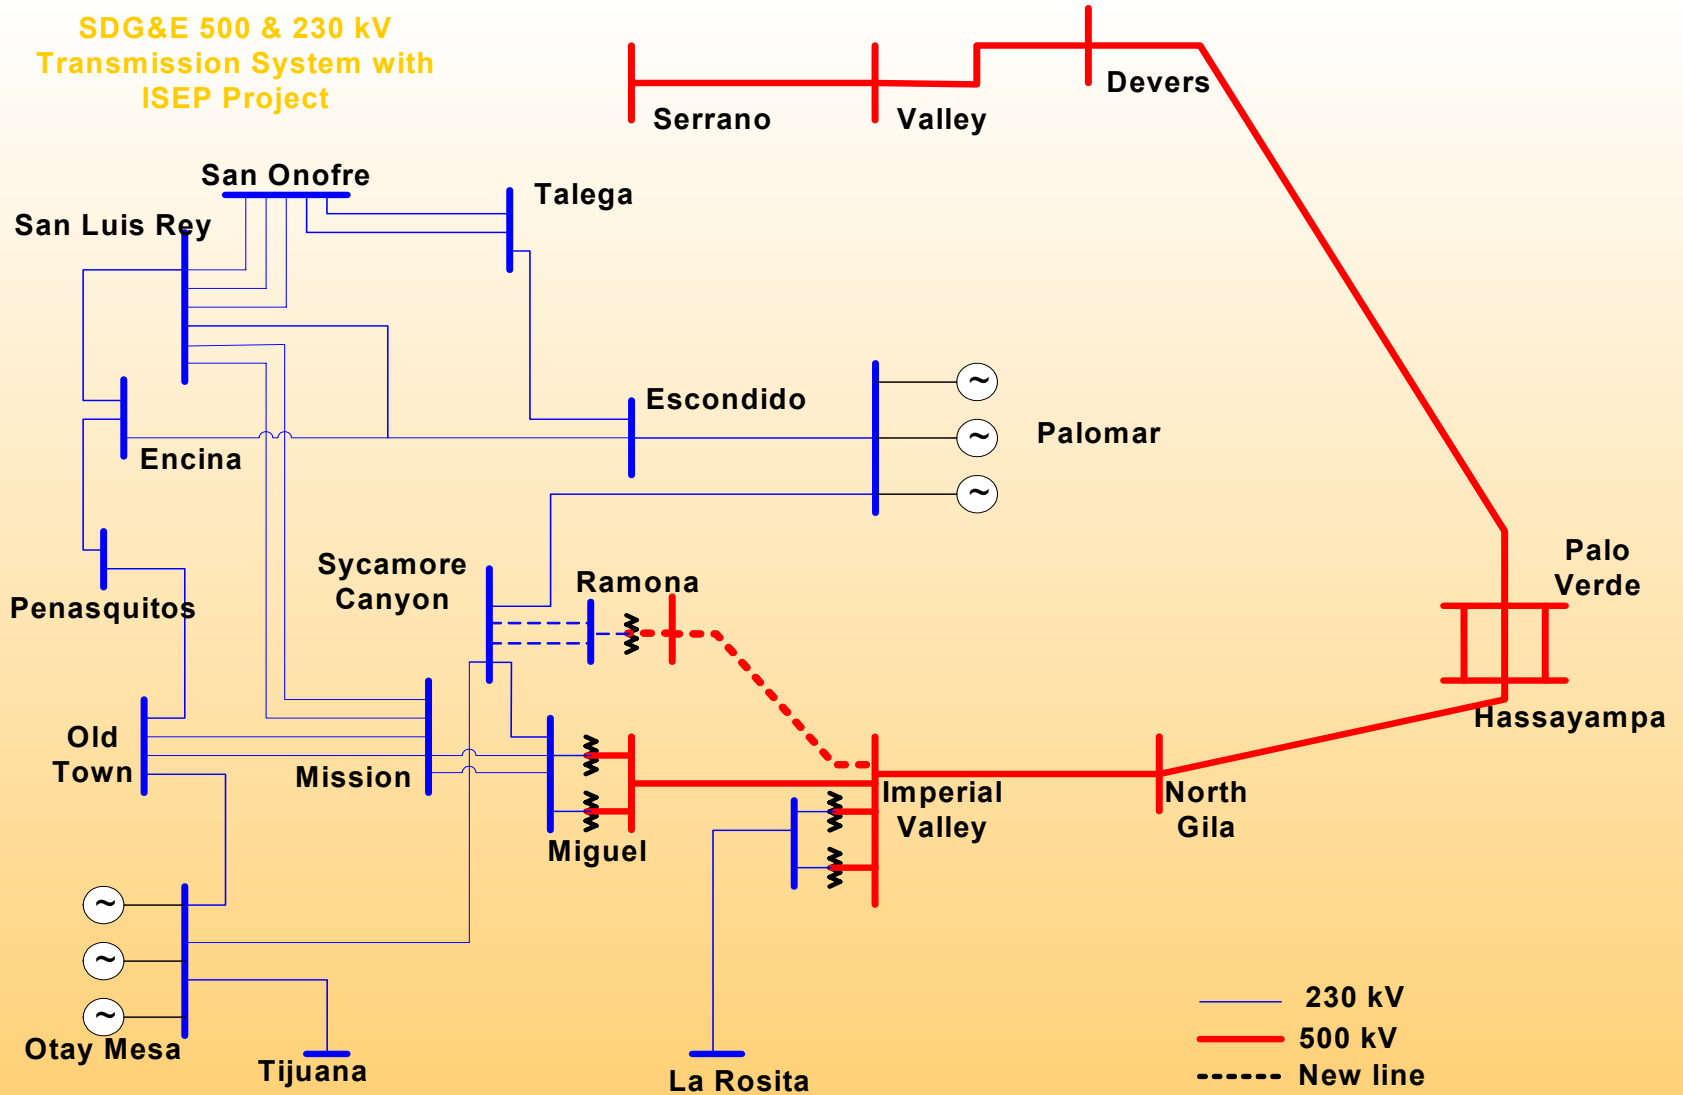 SDG&E 500 & 230 kV
Transmission System with
ISEP Project
Serrano
Valley
Devers
San Onofre
Talega
San Luis Rey
Escondido
Palomar
Encina
~
~
~
Palo
Verde
Hassayampa
Sycamore
Canyon
Ramona
Penasquitos
Old
Town
Mission
Miguel
Imperial
Valley
North
Gila
~
~
~
Otay Mesa
Tijuana
La Rosita
230 kV
500 kV
New line